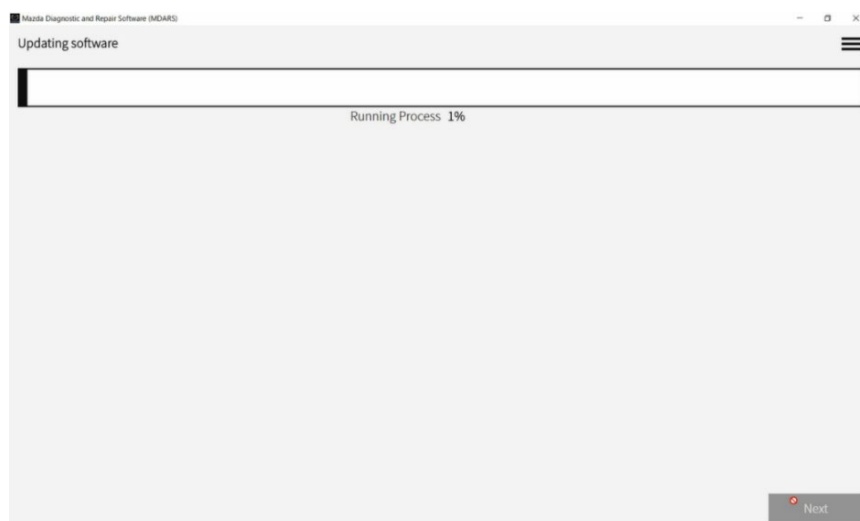 Mazda Diagnostic and Repair Software (MDARS)
Updating software
Running Process 1%
Next